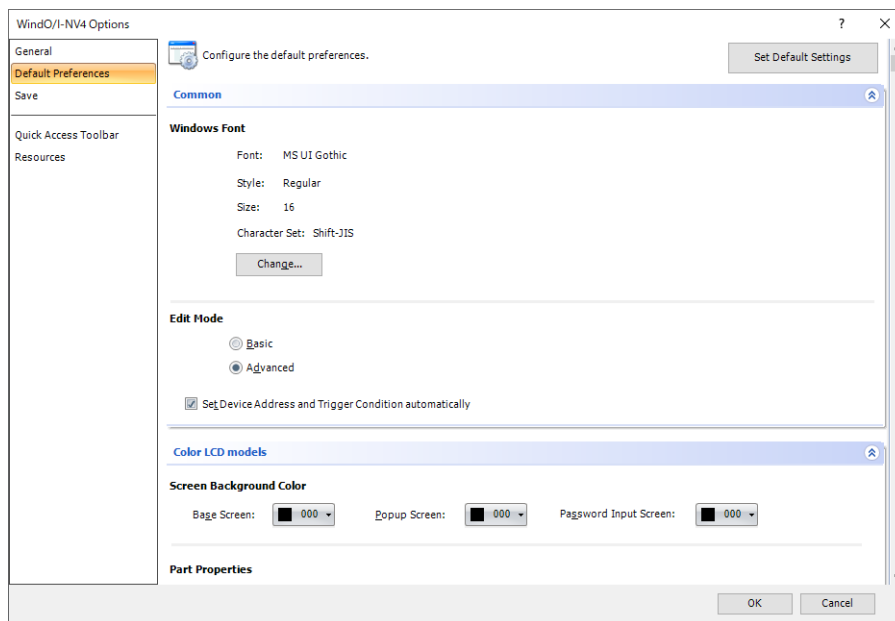 WindO/I-NV4 Options
?
General
Default Preferences
Save
Quick Access Toolbar
Resources
Configure the default preferences.
Set Default Settings
Common
Windows Font
Font: MS UI Gothic
Style: Regular
Size: 16
Character Set: Shift-JIS
Change...
Edit Mode
Basic
Advanced
Set Device Address and Trigger Condition automatically
Color LCD models
Screen Background Color
Base Screen: 000 Popup Screen: 000 Password Input Screen: 000
Part Properties
OK Cancel